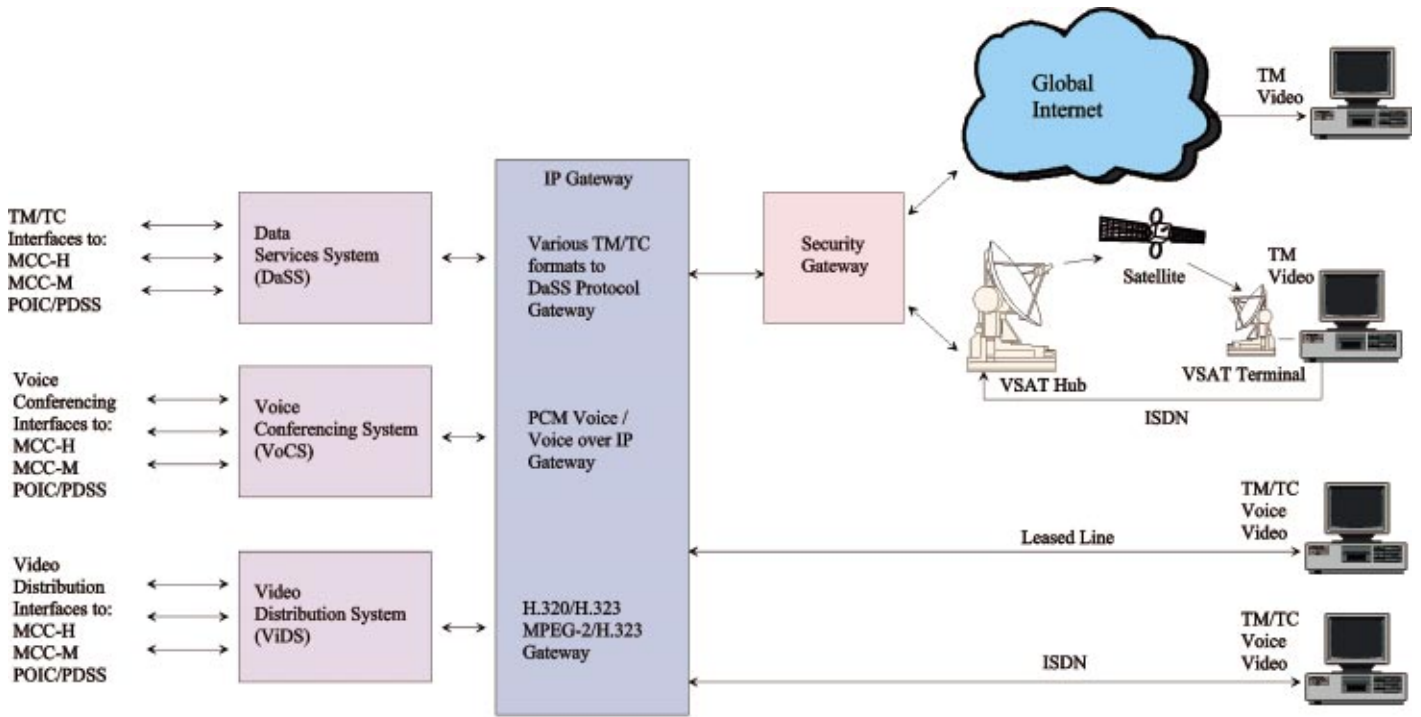 TM/TC
Interfaces to:
MCC-H
MCC-M
POIC/PDSS
Data
Services System
(DaSS)
Voice
Conferencing
Interfaces to:
MCC-H
MCC-M
POIC/PDSS
Voice
Conferencing System
(VoCS)
Video
Distribution
Interfaces to:
MCC-H
MCC-M
POIC/PDSS
Video
Distribution System
(ViDS)
IP Gateway
Various TM/TC
formats to
DaSS Protocol
Gateway
PCM Voice /
Voice over IP
Gateway
H.320/H.323
MPEG-2/H.323
Gateway
Security
Gateway
Global
Internet
TM
Video
Satellite
TM
Video
VSAT Hub
VSAT Terminal
ISDN
Leased Line
TM/TC
Voice
Video
ISDN
TM/TC
Voice
Video